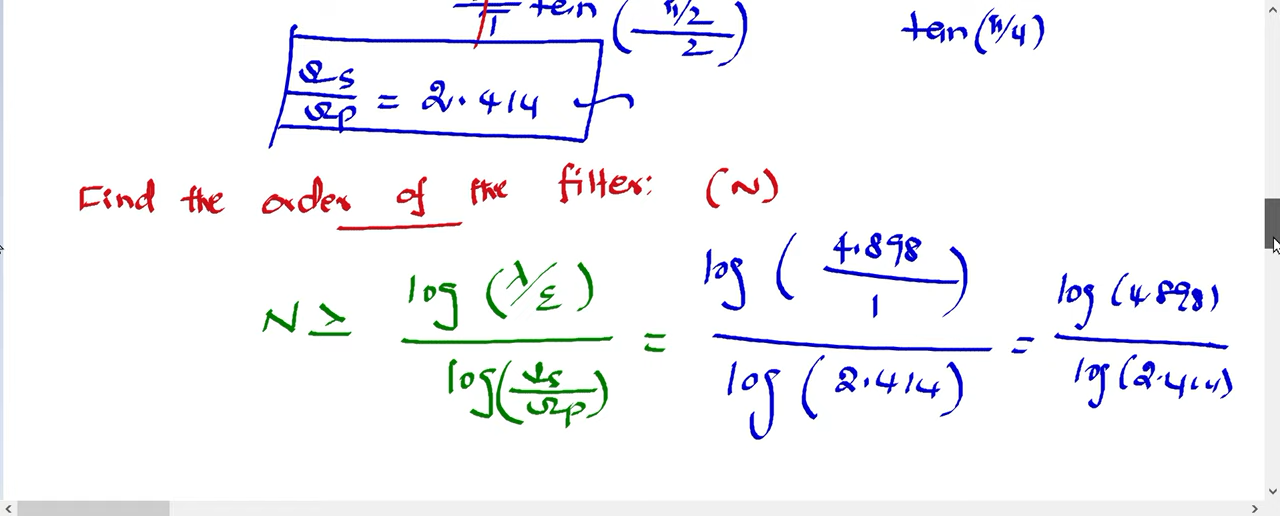 tan ( π/2 / 2 ) tan(π/4)
Ωs / Ωp = 2.414
Find the order of the filter: (N)
N ≥ log (λ/ε) / log(Ωs / Ωp) = log ( 4.898 / 1 ) / log ( 2.414 ) = log (4.898) / log (2.414)